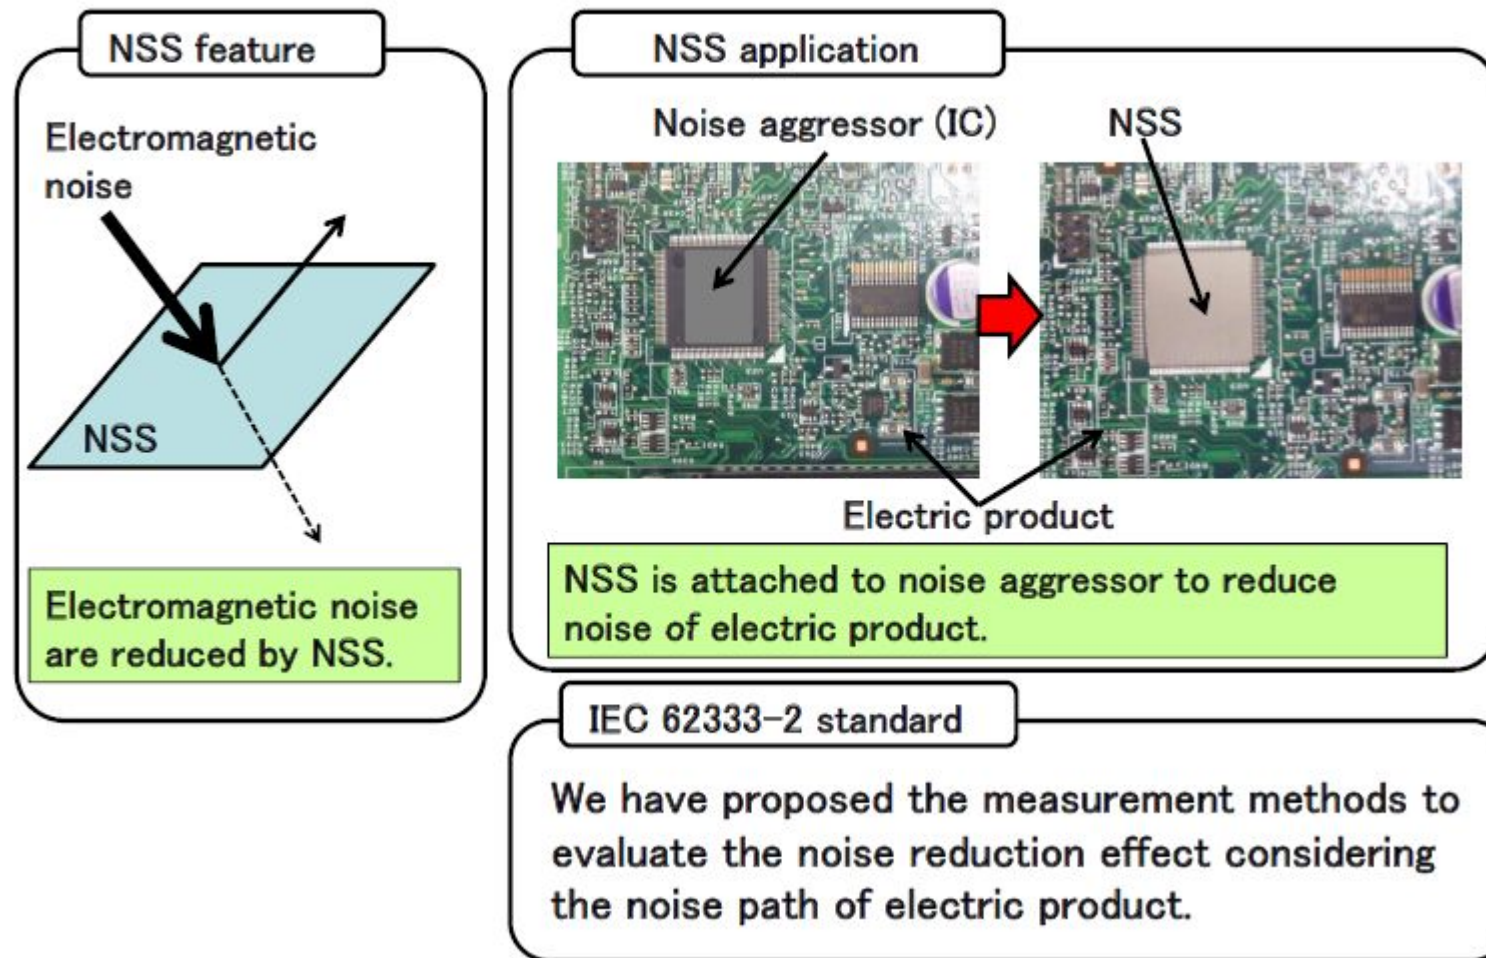 NSS feature
Electromagnetic
noise
NSS
Electromagnetic noise
are reduced by NSS.
NSS application
Noise aggressor (IC)
NSS
Electric product
NSS is attached to noise aggressor to reduce
noise of electric product.
IEC 62333-2 standard
We have proposed the measurement methods to
evaluate the noise reduction effect considering
the noise path of electric product.